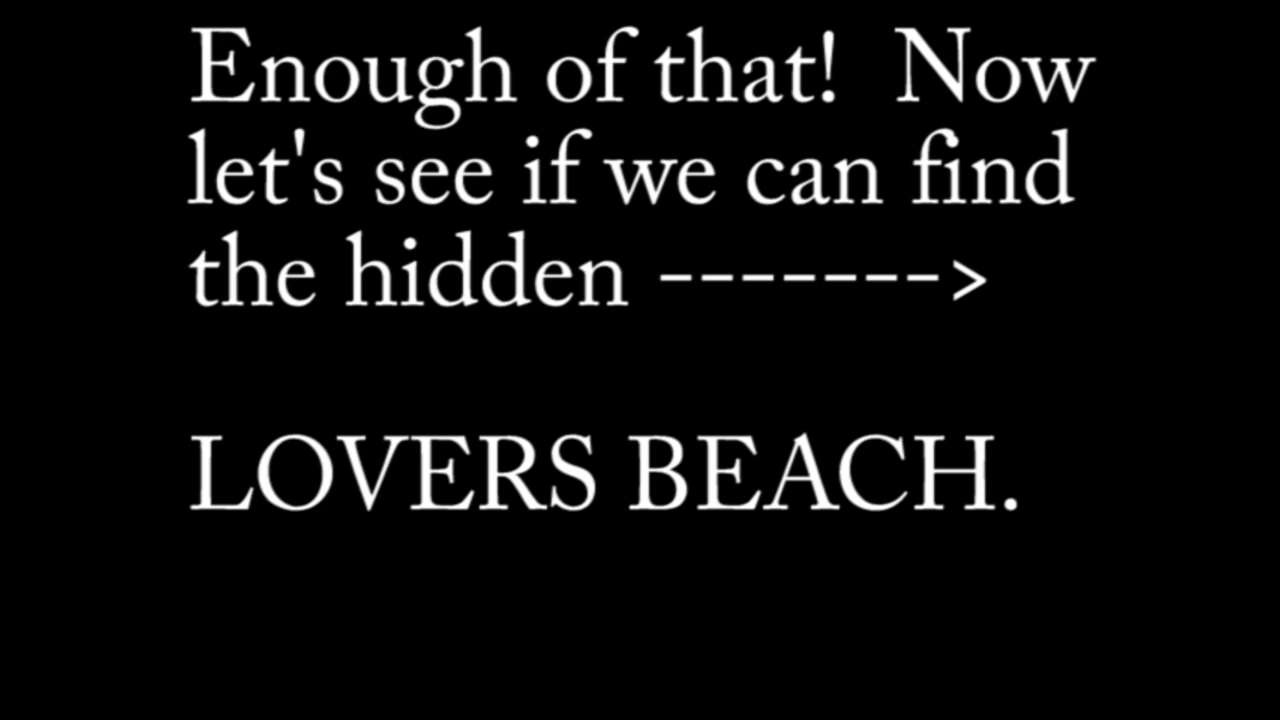 Enough of that!  Now
let's see if we can find
the hidden ------->
LOVERS BEACH.